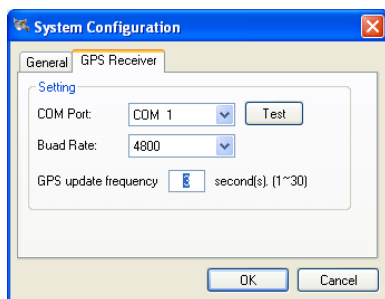 System Configuration
General GPS Receiver
Setting
COM Port: COM 1 Test
Buad Rate: 4800
GPS update frequency 3 second(s). (1~30)
OK Cancel